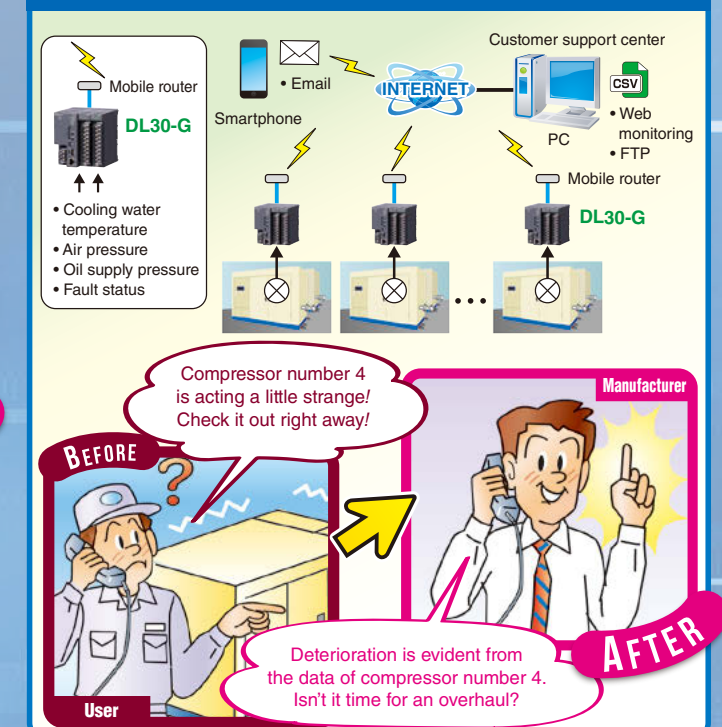 Mobile router
DL30-G
• Cooling water
temperature
• Air pressure
• Oil supply pressure
• Fault status
• Email
Smartphone
INTERNET
Customer support center
PC
CSV
• Web
monitoring
• FTP
Mobile router
DL30-G
...
Compressor number 4
is acting a little strange!
Check it out right away!
BEFORE
?
User
Manufacturer
Deterioration is evident from
the data of compressor number 4.
Isn't it time for an overhaul?
AFTER